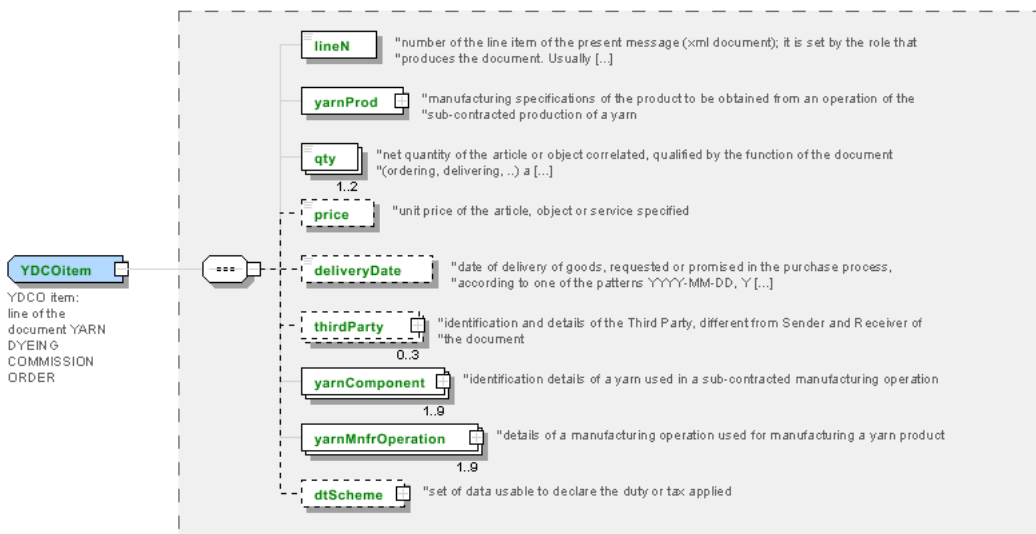 lineN
"number of the line item of the present message (xml document); it is set by the role that
"produces the document. Usually [...]
yarnProd
"manufacturing specifications of the product to be obtained from an operation of the
"sub-contracted production of a yarn
qty
"net quantity of the article or object correlated, qualified by the function of the document
"(ordering, delivering, ..) a [...]
1..2
price
"unit price of the article, object or service specified
YDCOitem
YDCO item:
line of the
document YARN
DYEING
COMMISSION
ORDER
deliveryDate
"date of delivery of goods, requested or promised in the purchase process,
"according to one of the patterns YYYY-MM-DD, Y [...]
thirdParty
"identification and details of the Third Party, different from Sender and Receiver of
"the document
0..3
yarnComponent
"identification details of a yarn used in a sub-contracted manufacturing operation
1..9
yarnMnfrOperation
"details of a manufacturing operation used for manufacturing a yarn product
1..9
dtScheme
"set of data usable to declare the duty or tax applied